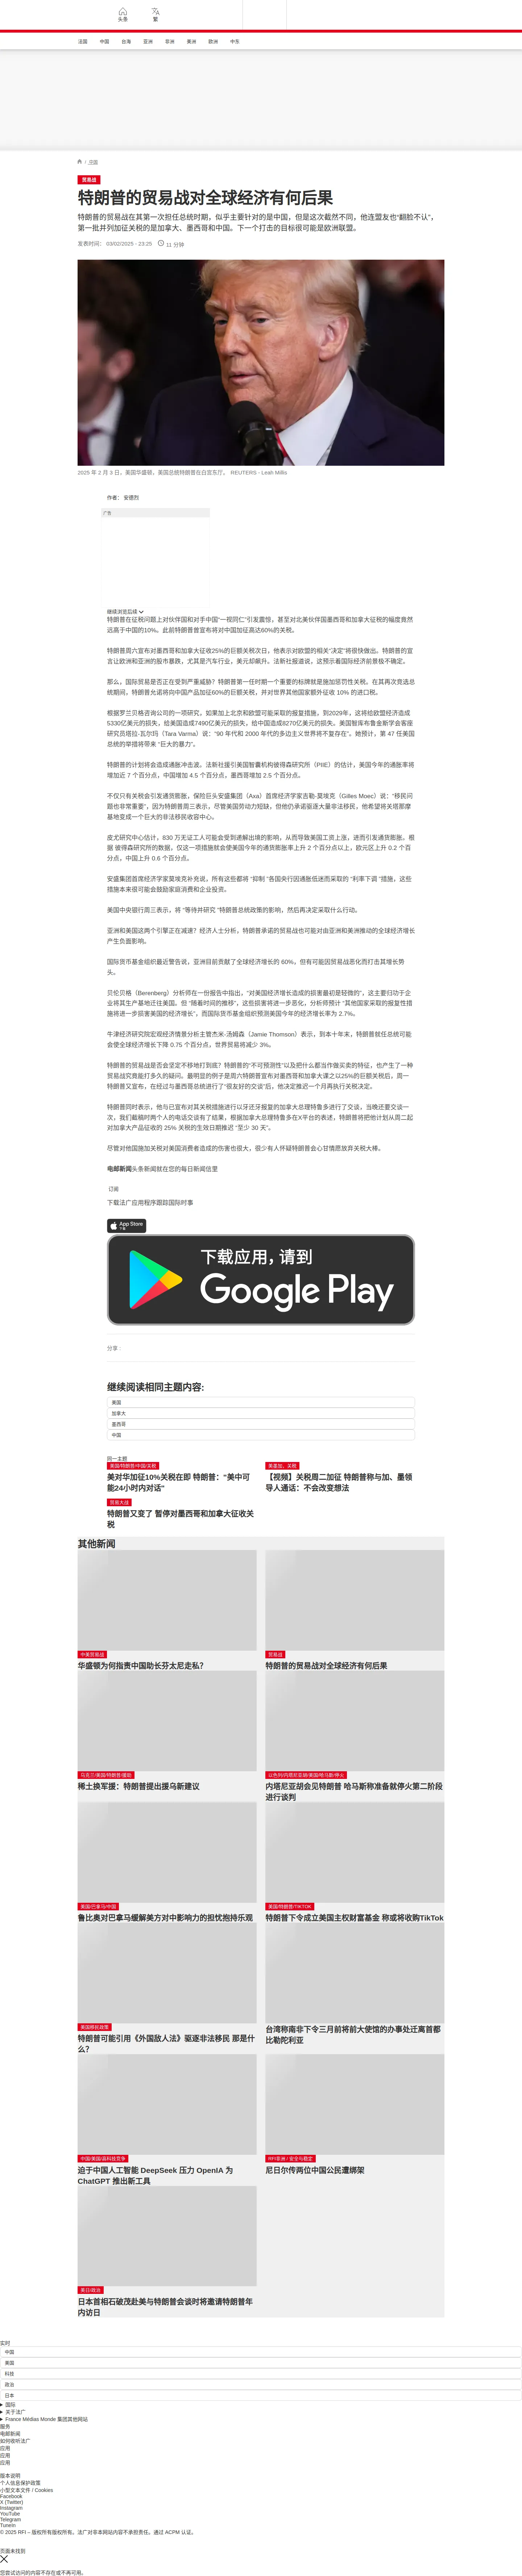 头条
繁
法国
中国
台海
亚洲
非洲
美洲
欧洲
中东
/ 中国
贸易战
特朗普的贸易战对全球经济有何后果
特朗普的贸易战在其第一次担任总统时期，似乎主要针对的是中国，但是这次截然不同，他连盟友也“翻脸不认”，
第一批并列加征关税的是加拿大、墨西哥和中国。下一个打击的目标很可能是欧洲联盟。
发表时间： 03/02/2025 - 23:25
11 分钟
2025 年 2 月 3 日，美国华盛顿，美国总统特朗普在白宫东厅。 REUTERS - Leah Millis
作者： 安德烈
广告
继续浏览后续
特朗普在征税问题上对伙伴国和对手中国“一视同仁”引发震惊，甚至对北美伙伴国墨西哥和加拿大征税的幅度竟然
远高于中国的10%。此前特朗普曾宣布将对中国加征高达60%的关税。
特朗普周六宣布对墨西哥和加拿大征收25%的巨额关税次日，他表示对欧盟的相关“决定”将很快做出。特朗普的宣
言让欧洲和亚洲的股市暴跌，尤其是汽车行业，美元却飙升。法新社报道说，这预示着国际经济前景极不确定。
那么，国际贸易是否正在受到严重威胁？特朗普第一任时期一个重要的标牌就是施加惩罚性关税。在其再次竞选总
统期间，特朗普允诺将向中国产品加征60%的巨额关税，并对世界其他国家额外征收 10% 的进口税。
根据罗兰贝格咨询公司的一项研究，如果加上北京和欧盟可能采取的报复措施，到2029年，这将给欧盟经济造成
5330亿美元的损失，给美国造成7490亿美元的损失，给中国造成8270亿美元的损失。美国智库布鲁金斯学会客座
研究员塔拉-瓦尔玛（Tara Varma）说：“90 年代和 2000 年代的多边主义世界将不复存在”。她预计，第 47 任美国
总统的举措将带来 “巨大的暴力”。
特朗普的计划将会造成通胀冲击波。法新社援引美国智囊机构彼得森研究所（PIIE）的估计，美国今年的通胀率将
增加近 7 个百分点，中国增加 4.5 个百分点，墨西哥增加 2.5 个百分点。
不仅只有关税会引发通货膨胀，保险巨头安盛集团（Axa）首席经济学家吉勒-莫埃克（Gilles Moec）说：“移民问
题也非常重要”，因为特朗普周三表示，尽管美国劳动力短缺，但他仍承诺驱逐大量非法移民，他希望将关塔那摩
基地变成一个巨大的非法移民收容中心。
皮尤研究中心估计，830 万无证工人可能会受到递解出境的影响，从而导致美国工资上涨，进而引发通货膨胀。根
据 彼得森研究所的数据，仅这一项措施就会使美国今年的通货膨胀率上升 2 个百分点以上，欧元区上升 0.2 个百
分点，中国上升 0.6 个百分点。
安盛集团首席经济学家莫埃克补充说，所有这些都将 “抑制 ”各国央行因通胀低迷而采取的 “利率下调 ”措施，这些
措施本来很可能会鼓励家庭消费和企业投资。
美国中央银行周三表示，将 “等待并研究 ”特朗普总统政策的影响，然后再决定采取什么行动。
亚洲和美国这两个引擎正在减速？经济人士分析，特朗普承诺的贸易战也可能对由亚洲和美洲推动的全球经济增长
产生负面影响。
国际货币基金组织最近警告说，亚洲目前贡献了全球经济增长的 60%，但有可能因贸易战恶化而打击其增长势
头。
贝伦贝格（Berenberg）分析师在一份报告中指出，“对美国经济增长造成的损害最初是轻微的”，这主要归功于企
业将其生产基地迁往美国。但 “随着时间的推移”，这些损害将进一步恶化，分析师预计 “其他国家采取的报复性措
施将进一步损害美国的经济增长”，而国际货币基金组织预测美国今年的经济增长率为 2.7%。
牛津经济研究院宏观经济情景分析主管杰米-汤姆森（Jamie Thomson）表示，到本十年末，特朗普就任总统可能
会使全球经济增长下降 0.75 个百分点，世界贸易将减少 3%。
特朗普的贸易战是否会坚定不移地打到底？特朗普的“不可预测性”以及把什么都当作做买卖的特征，也产生了一种
贸易战究竟能打多久的疑问。最明显的例子是周六特朗普宣布对墨西哥和加拿大课之以25%的巨额关税后，周一
特朗普又宣布，在经过与墨西哥总统进行了“很友好的交谈”后，他决定推迟一个月再执行关税决定。
特朗普同时表示，他与已宣布对其关税措施进行以牙还牙报复的加拿大总理特鲁多进行了交谈，当晚还要交谈一
次，我们截稿时两个人的电话交谈有了结果，根据加拿大总理特鲁多在X平台的表述，特朗普将把他计划从周二起
对加拿大产品征收的 25% 关税的生效日期推迟 “至少 30 天”。
尽管对他国施加关税对美国消费者造成的伤害也很大，很少有人怀疑特朗普会心甘情愿放弃关税大棒。
电邮新闻头条新闻就在您的每日新闻信里
订阅
下载法广应用程序跟踪国际时事
App Store
下载
下载应用，请到
Google Play
分享 :
继续阅读相同主题内容:
美国
加拿大
墨西哥
中国
同一主题
美国/特朗普/中国/关税
美对华加征10%关税在即 特朗普："美中可
能24小时内对话"
美墨加，关税
【视频】关税周二加征 特朗普称与加、墨领
导人通话：不会改变想法
贸易大战
特朗普又变了 暂停对墨西哥和加拿大征收关
税
其他新闻
中美贸易战
华盛顿为何指责中国助长芬太尼走私？
贸易战
特朗普的贸易战对全球经济有何后果
乌克兰/美国/特朗普/援助
稀土换军援：特朗普提出援乌新建议
以色列/内塔尼亚胡/美国/哈马斯/停火
内塔尼亚胡会见特朗普 哈马斯称准备就停火第二阶段
进行谈判
美国/巴拿马/中国
鲁比奥对巴拿马缓解美方对中影响力的担忧抱持乐观
美国/特朗普/TIKTOK
特朗普下令成立美国主权财富基金 称或将收购TikTok
美国移民政策
特朗普可能引用《外国敌人法》驱逐非法移民 那是什
么？
台湾称南非下令三月前将前大使馆的办事处迁离首都
比勒陀利亚
中国/美国/高科技竞争
迫于中国人工智能 DeepSeek 压力 OpenIA 为
ChatGPT 推出新工具
RFI非洲 / 安全与稳定
尼日尔传两位中国公民遭绑架
美日/政治
日本首相石破茂赴美与特朗普会谈时将邀请特朗普年
内访日
实时
中国
美国
科技
政治
日本
国际
关于法广
France Médias Monde 集团其他网站
服务
电邮新闻
如何收听法广
应用
应用
应用
版本说明
个人信息保护政策
小型文本文件 / Cookies
Facebook
X (Twitter)
Instagram
YouTube
Telegram
TuneIn
© 2025 RFI – 版权所有版权所有。法广对非本网站内容不承担责任。通过 ACPM 认证。
页面未找到
您尝试访问的内容不存在或不再可用。